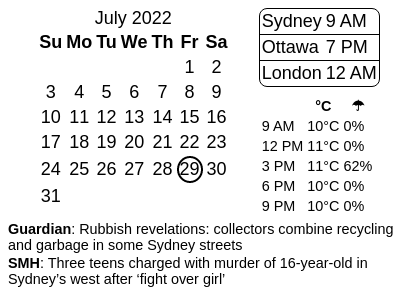 July 2022
Su Mo Tu We Th Fr Sa
1 2
3 4 5 6 7 8 9
10 11 12 13 14 15 16
17 18 19 20 21 22 23
24 25 26 27 28 29 30
31
Sydney 9 AM
Ottawa 7 PM
London 12 AM
°C ☂
9 AM 10°C 0%
12 PM 11°C 0%
3 PM 11°C 62%
6 PM 10°C 0%
9 PM 10°C 0%
Guardian: Rubbish revelations: collectors combine recycling
and garbage in some Sydney streets
SMH: Three teens charged with murder of 16-year-old in
Sydney’s west after ‘fight over girl’